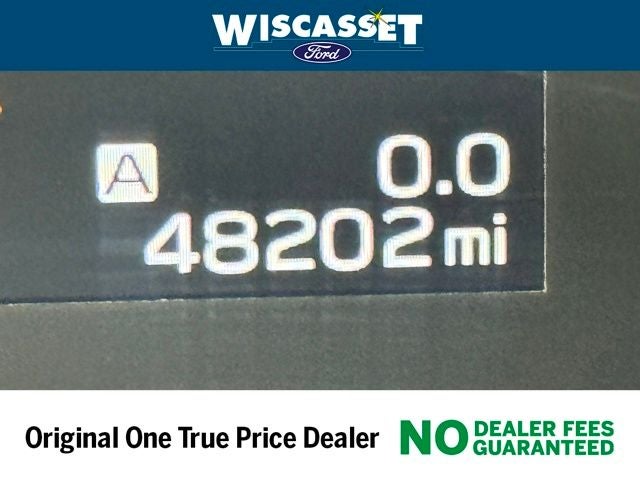 WISCASSET
Ford
A 0.0
48202 mi
Original One True Price Dealer
NO DEALER FEES
GUARANTEED